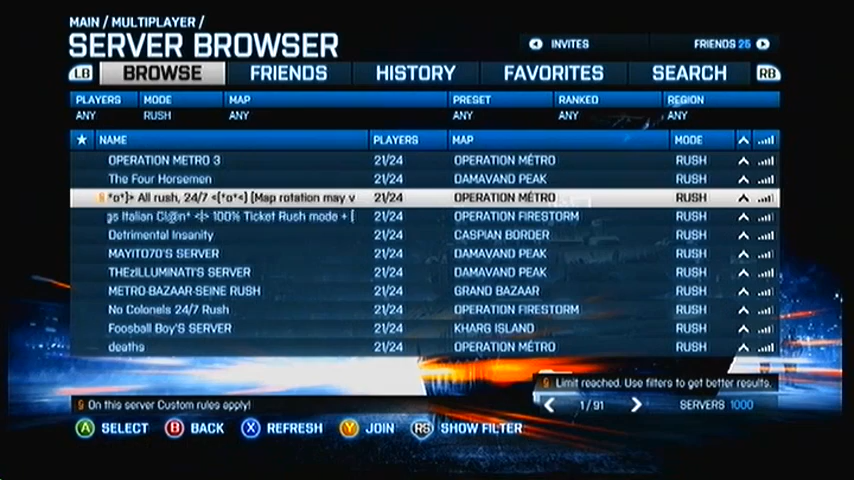 MAIN / MULTIPLAYER /
SERVER BROWSER
INVITES FRIENDS 25
LB BROWSE FRIENDS HISTORY FAVORITES SEARCH RB
PLAYERS MODE MAP PRESET RANKED REGION
ANY RUSH ANY ANY ANY ANY
★ NAME PLAYERS MAP MODE
OPERATION METRO 3 21/24 OPERATION MÉTRO RUSH
The Four Horsemen 21/24 DAMAVAND PEAK RUSH
§ *o*}> All rush, 24/7 <{*o*<} [Map rotation may v 21/24 OPERATION MÉTRO RUSH
gs Italian Cl@n* <|> 100% Ticket Rush mode + [ 21/24 OPERATION FIRESTORM RUSH
Detrimental Insanity 21/24 CASPIAN BORDER RUSH
MAYITO70'S SERVER 21/24 DAMAVAND PEAK RUSH
THEzILLUMINATI'S SERVER 21/24 DAMAVAND PEAK RUSH
METRO-BAZAAR-SEINE RUSH 21/24 GRAND BAZAAR RUSH
No Colonels 24/7 Rush 21/24 OPERATION FIRESTORM RUSH
Foosball Boy'S SERVER 21/24 KHARG ISLAND RUSH
deaths 21/24 OPERATION MÉTRO RUSH
§ Limit reached. Use filters to get better results.
§ On this server Custom rules apply! 1/91 SERVERS 1000
A SELECT B BACK X REFRESH Y JOIN RS SHOW FILTER